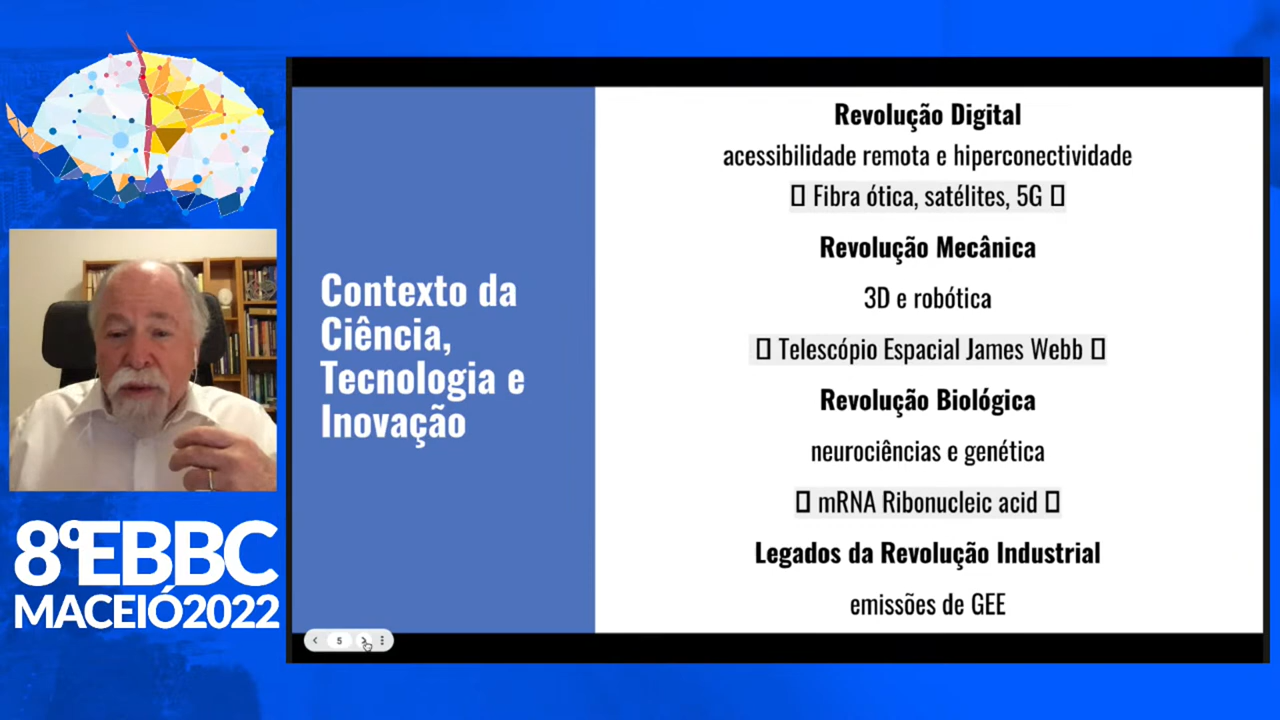 8ºEBBC
MACEIÓ2022
Contexto da
Ciência,
Tecnologia e
Inovação
Revolução Digital
acessibilidade remota e hiperconectividade
Fibra ótica, satélites, 5G
Revolução Mecânica
3D e robótica
Telescópio Espacial James Webb
Revolução Biológica
neurociências e genética
mRNA Ribonucleic acid
Legados da Revolução Industrial
emissões de GEE
5